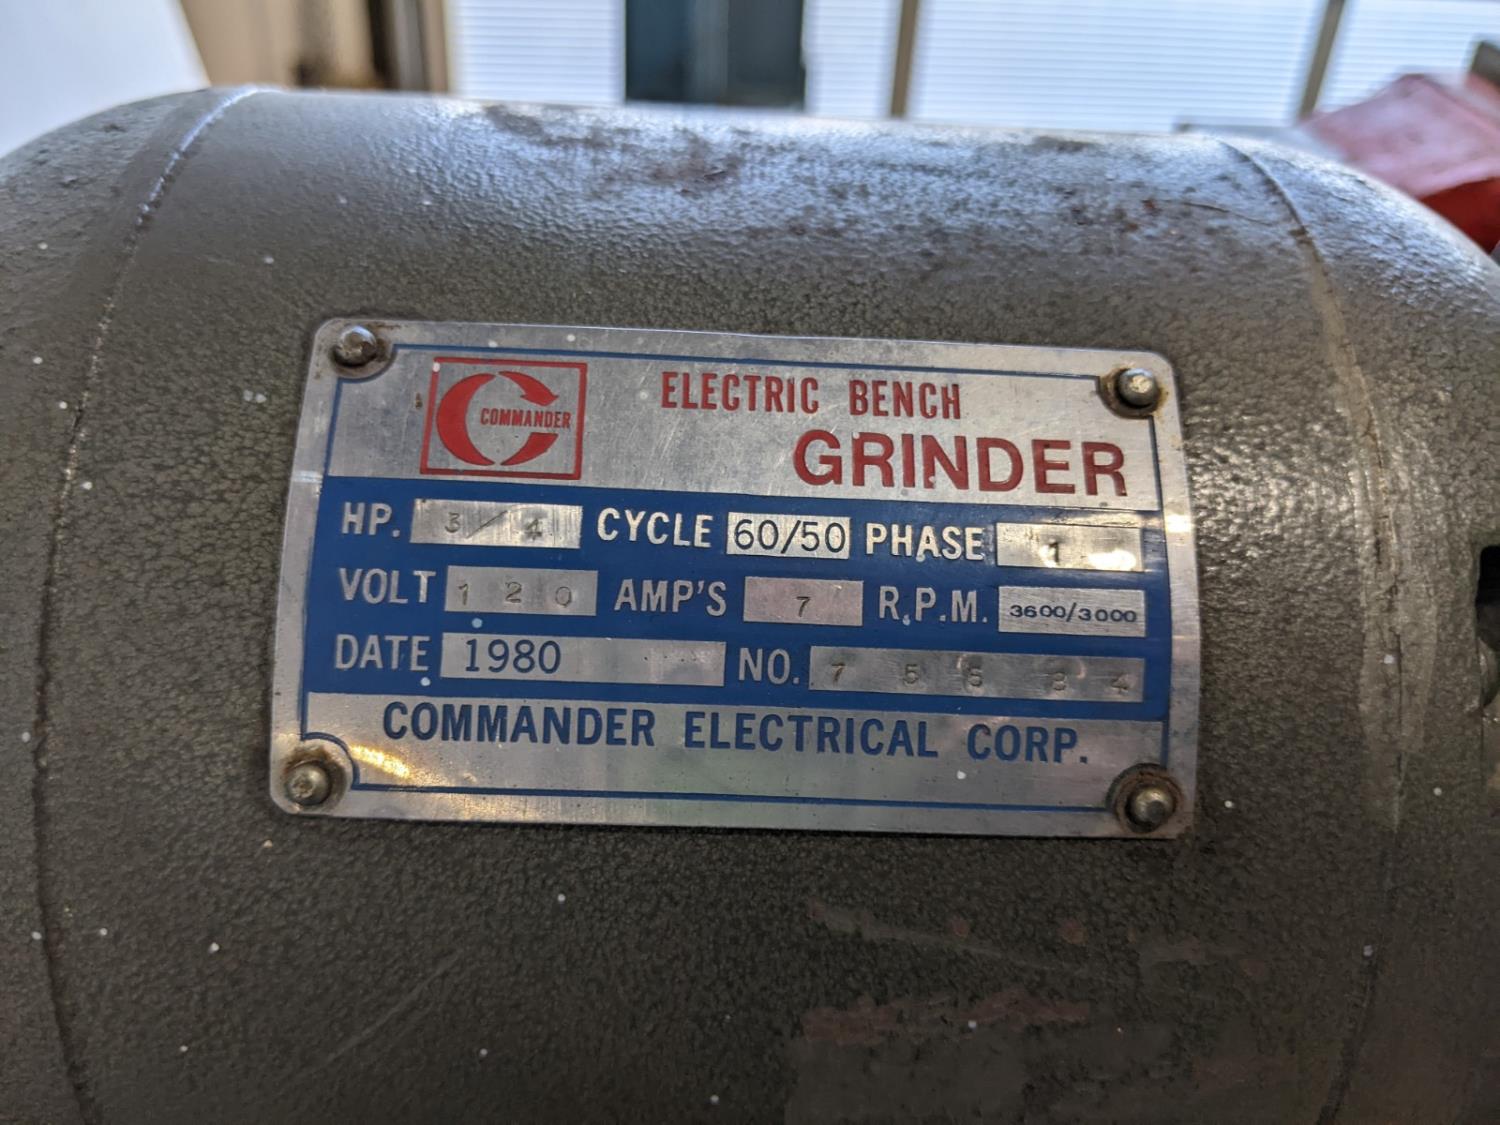 COMMANDER
ELECTRIC BENCH
GRINDER
HP. 3/4 CYCLE 60/50 PHASE 1
VOLT 120 AMP'S 7 R.P.M. 3600/3000
DATE 1980 NO.
COMMANDER ELECTRICAL CORP.